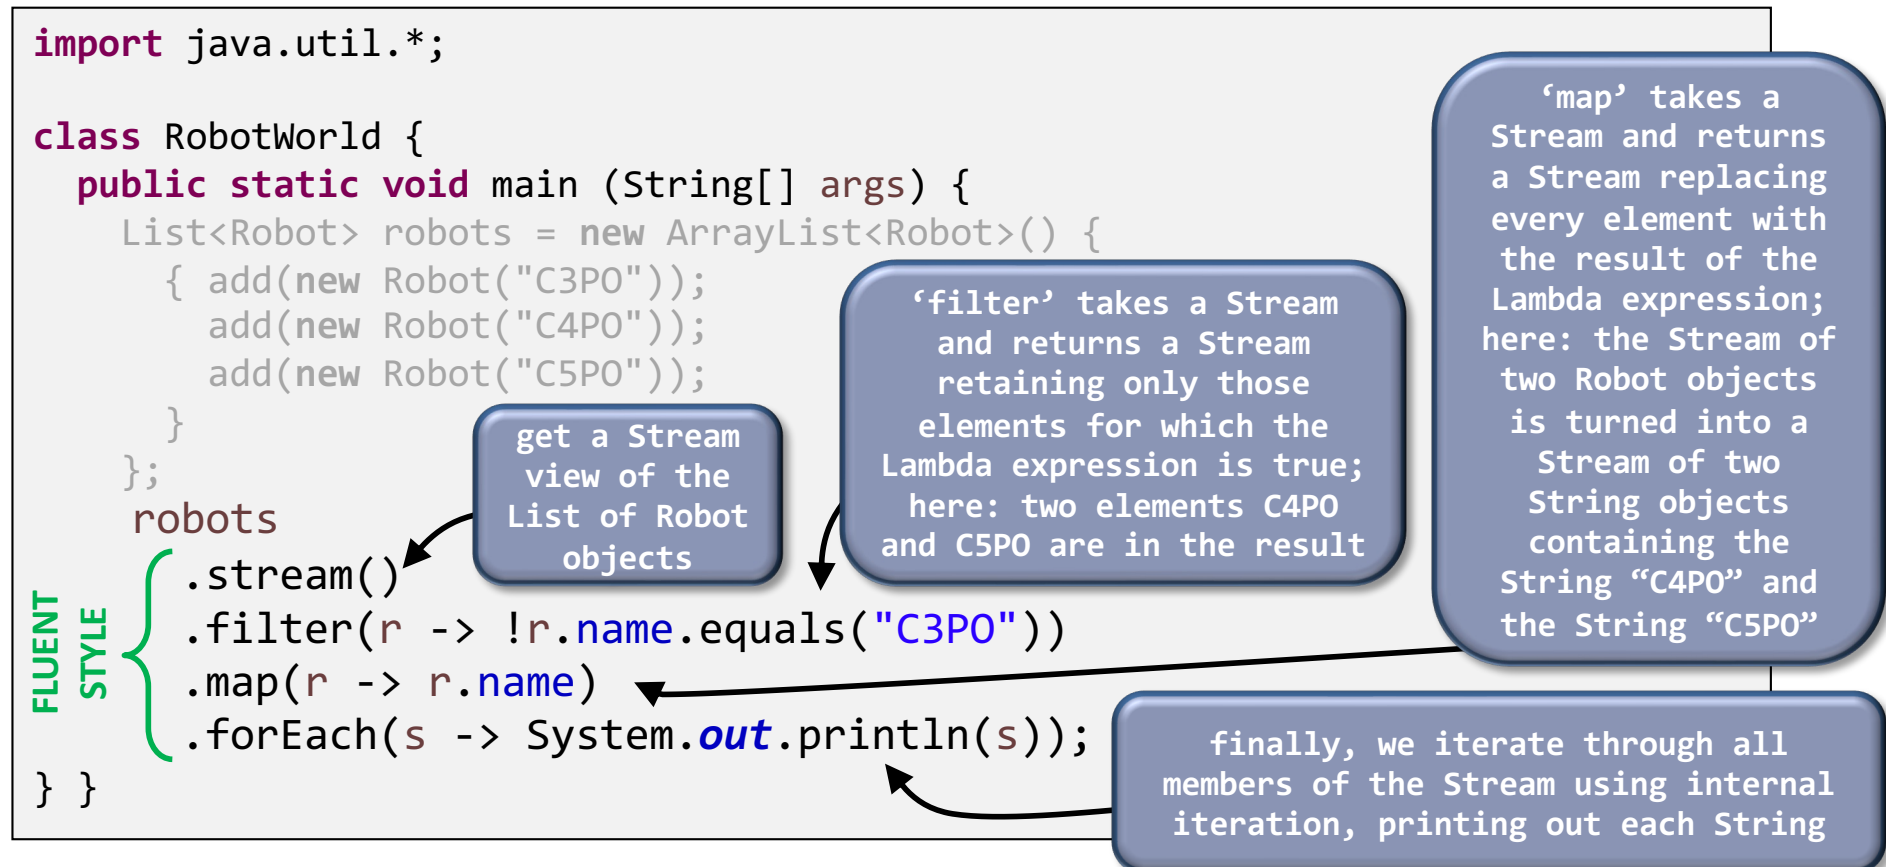 import java.util.*;
class RobotWorld {
public static void main (String[] args) {
List<Robot> robots = new ArrayList<Robot>() {
{ add(new Robot("C3PO"));
add(new Robot("C4PO"));
add(new Robot("C5PO"));
}
};
robots
.stream()
.filter(r -> !r.name.equals("C3PO"))
.map(r -> r.name)
.forEach(s -> System.out.println(s));
} }
FLUENT
STYLE
get a Stream
view of the
List of Robot
objects
‘filter’ takes a Stream
and returns a Stream
retaining only those
elements for which the
Lambda expression is true;
here: two elements C4PO
and C5PO are in the result
‘map’ takes a
Stream and returns
a Stream replacing
every element with
the result of the
Lambda expression;
here: the Stream of
two Robot objects
is turned into a
Stream of two
String objects
containing the
String “C4PO” and
the String “C5PO”
finally, we iterate through all
members of the Stream using internal
iteration, printing out each String